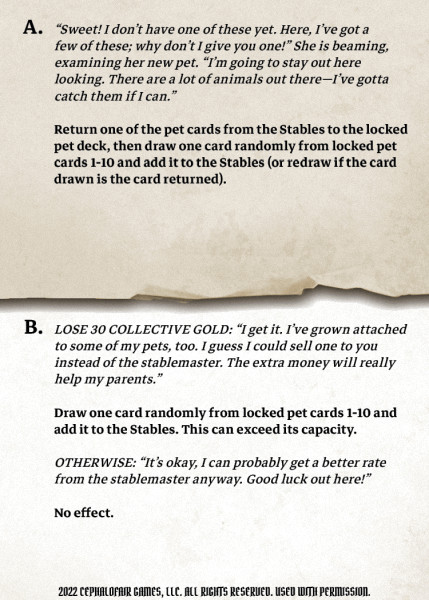 A. "Sweet! I don't have one of these yet. Here, I've got a
few of these; why don't I give you one!" She is beaming,
examining her new pet. "I'm going to stay out here
looking. There are a lot of animals out there—I've gotta
catch them if I can."
Return one of the pet cards from the Stables to the locked
pet deck, then draw one card randomly from locked pet
cards 1-10 and add it to the Stables (or redraw if the card
drawn is the card returned).
B. LOSE 30 COLLECTIVE GOLD: "I get it. I've grown attached
to some of my pets, too. I guess I could sell one to you
instead of the stablemaster. The extra money will really
help my parents."
Draw one card randomly from locked pet cards 1-10 and
add it to the Stables. This can exceed its capacity.
OTHERWISE: "It's okay, I can probably get a better rate
from the stablemaster anyway. Good luck out here!"
No effect.
2022 CEPHALOFAIR GAMES, LLC. ALL RIGHTS RESERVED. USED WITH PERMISSION.